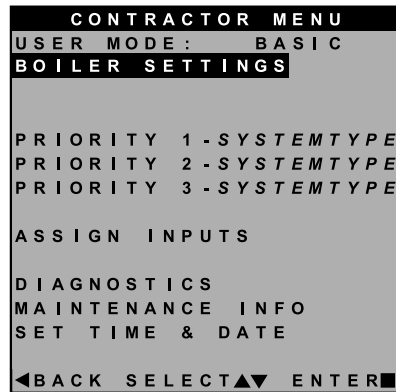 CONTRACTOR MENU
USER MODE: BASIC
BOILER SETTINGS
PRIORITY 1-SYSTEMTYPE
PRIORITY 2-SYSTEMTYPE
PRIORITY 3-SYSTEMTYPE
ASSIGN INPUTS
DIAGNOSTICS
MAINTENANCE INFO
SET TIME & DATE
◀BACK SELECT▲▼ ENTER■